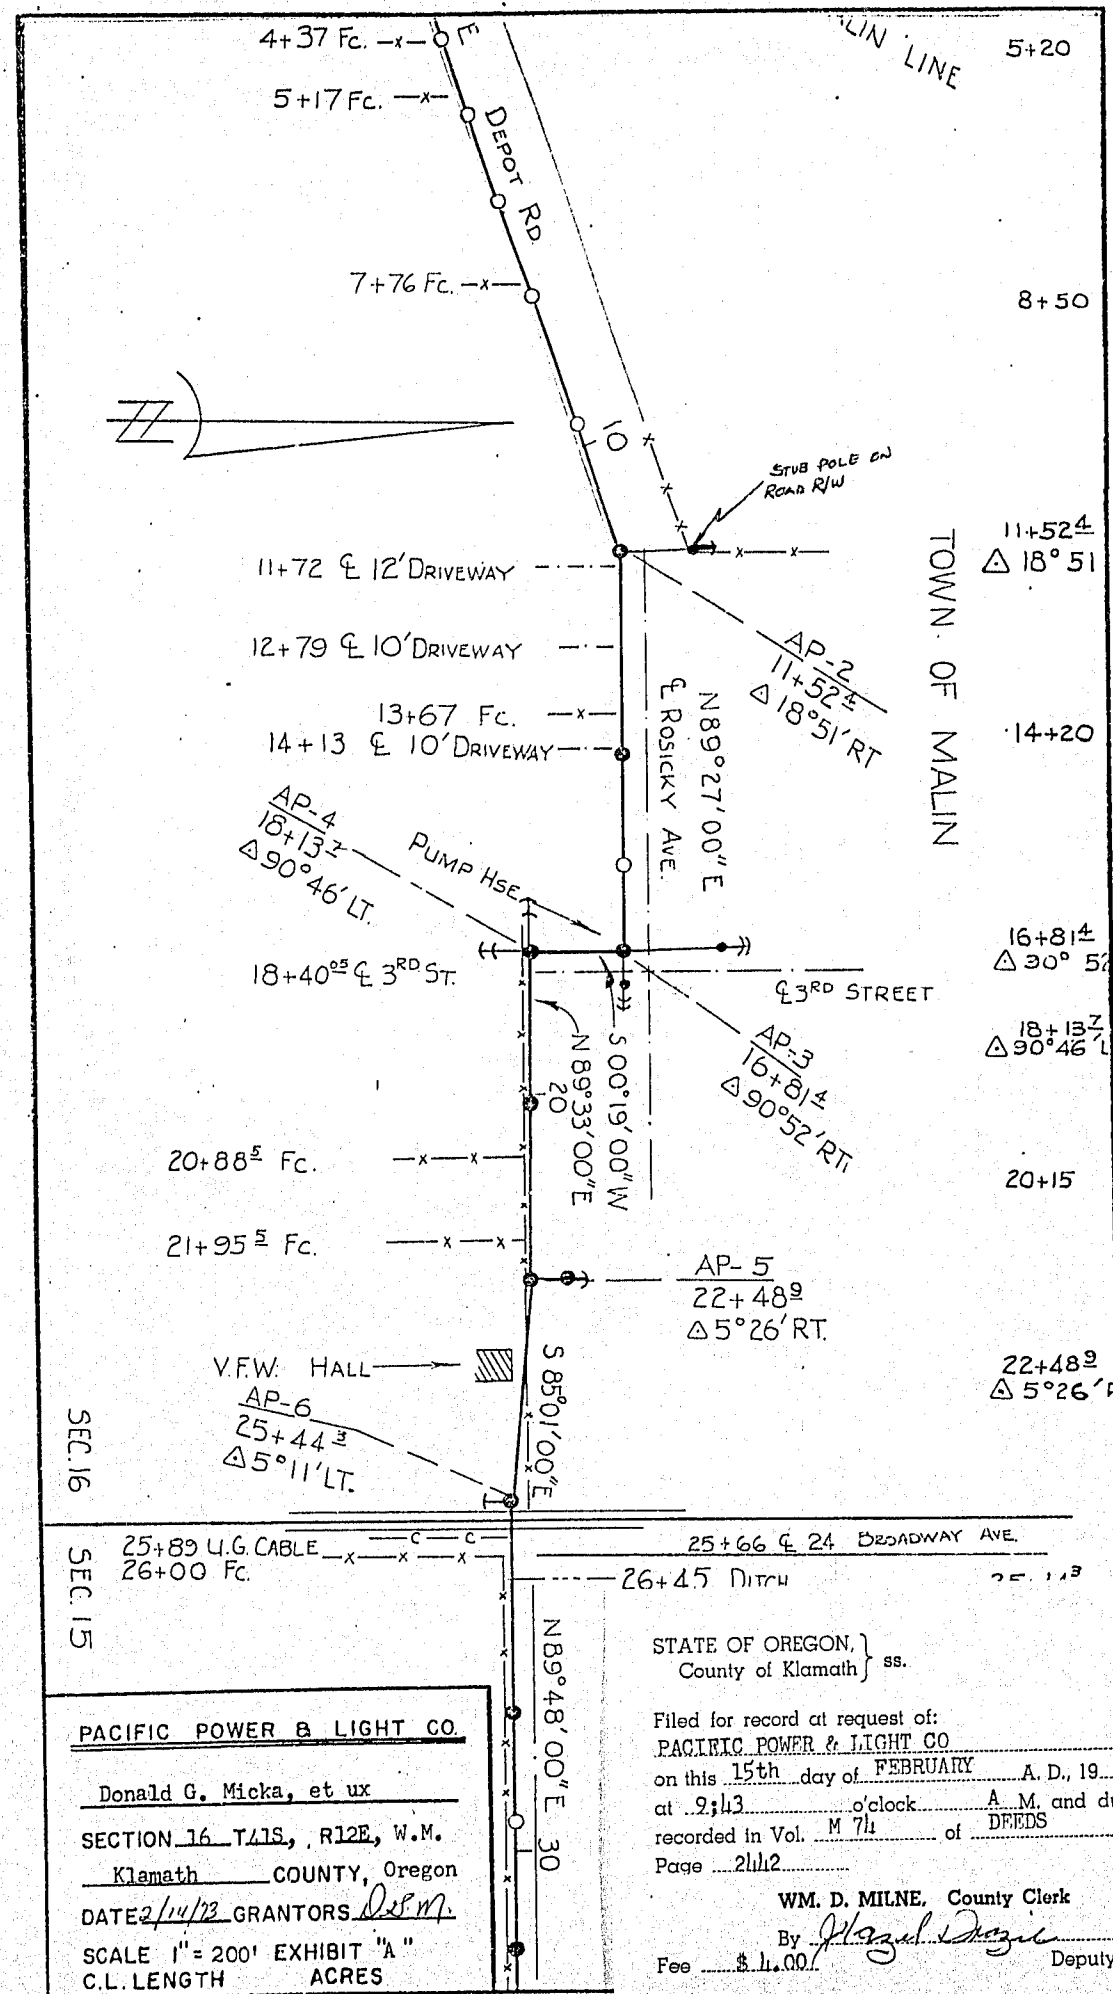 4+37 Fc.
E
LIN LINE
5+20
5+17 Fc.
DEPOT RD.
7+76 Fc.
8+50
10
STUB POLE ON
ROAD R/W
TOWN OF MALIN
11+52⁴
△ 18° 51
11+72 ℄ 12' DRIVEWAY
12+79 ℄ 10' DRIVEWAY
AP-2
11+52⁴
△ 18°51' RT
13+67 Fc.
14+13 ℄ 10' DRIVEWAY
℄ ROSICKY AVE.
N89°27'00"E
14+20
AP-4
18+13⁷
△ 90°46' LT.
PUMP HSE.
16+81⁴
△ 90° 52
18+40⁰⁵ ℄ 3RD ST.
℄ 3RD STREET
18+13⁷
△ 90°46' L
AP-3
16+81⁴
△ 90°52' RT.
20
N89°33'00"E
S00°19'00"W
20+88⁵ Fc.
20+15
21+95⁵ Fc.
AP-5
22+48⁹
△ 5°26' RT.
V.F.W. HALL
22+48⁹
△ 5°26'
AP-6
25+44³
△ 5°11' LT.
S 85°01'00"E
SEC. 16
SEC. 15
25+89 U.G. CABLE
C C
25+66 ℄ 24 BROADWAY AVE.
26+00 Fc.
26+45 DITCH
N89°48'00"E
30
STATE OF OREGON, } ss.
County of Klamath
Filed for record at request of:
PACIFIC POWER & LIGHT CO
on this 15th day of FEBRUARY A. D., 19
at 9;43 o'clock A M. and du
recorded in Vol. M 74 of DEEDS
Page 2442
WM. D. MILNE, County Clerk
By
Fee $ 4.00 Deputy
PACIFIC POWER & LIGHT CO.
Donald G. Micka, et ux
SECTION 16 T41S, R12E, W.M.
Klamath COUNTY, Oregon
DATE 2/14/73 GRANTORS D.G.M.
SCALE 1" = 200' EXHIBIT "A"
C.L. LENGTH ACRES